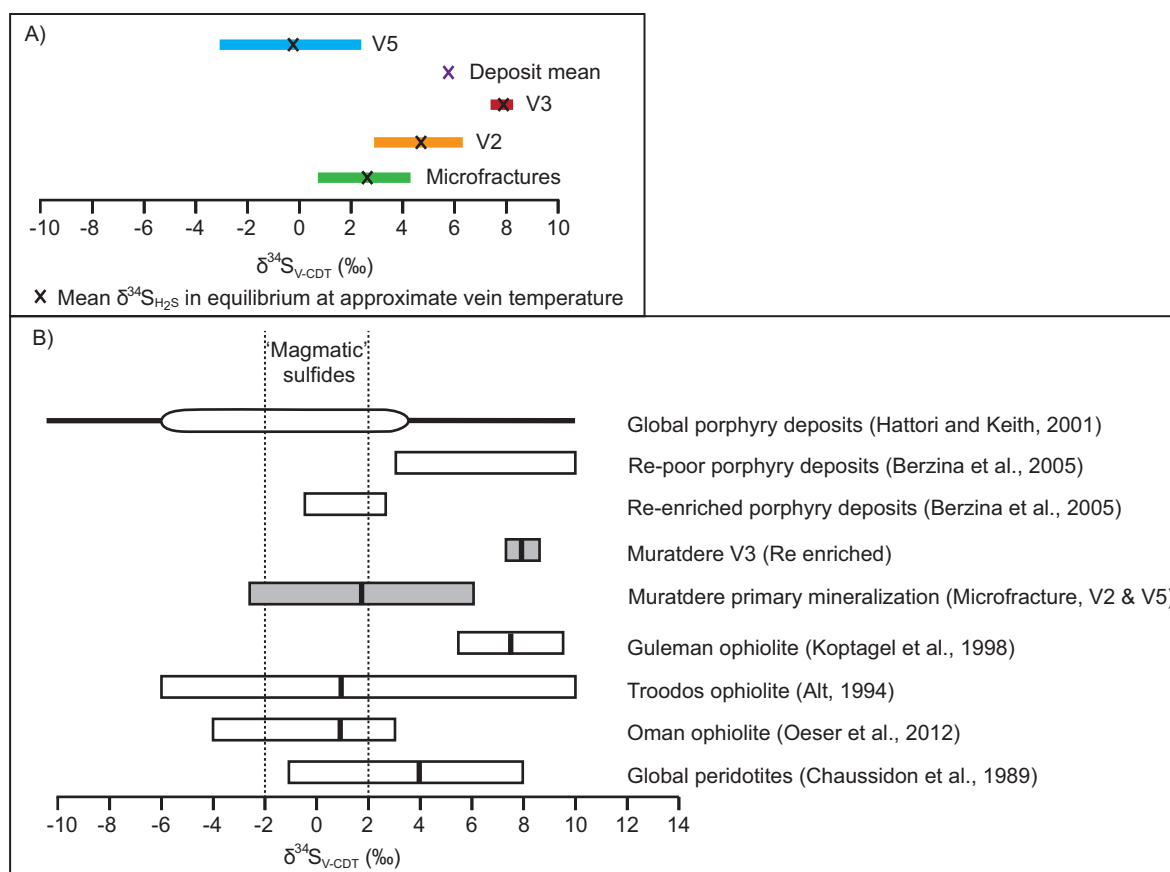 A)
V5
Deposit mean
V3
V2
Microfractures
-10 -8 -6 -4 -2 0 2 4 6 8 10
δ³⁴S_V-CDT (‰)
× Mean δ³⁴S_H₂S in equilibrium at approximate vein temperature
B)
'Magmatic'
sulfides
Global porphyry deposits (Hattori and Keith, 2001)
Re-poor porphyry deposits (Berzina et al., 2005)
Re-enriched porphyry deposits (Berzina et al., 2005)
Muratdere V3 (Re enriched)
Muratdere primary mineralization (Microfracture, V2 & V5)
Guleman ophiolite (Koptagel et al., 1998)
Troodos ophiolite (Alt, 1994)
Oman ophiolite (Oeser et al., 2012)
Global peridotites (Chaussidon et al., 1989)
-10 -8 -6 -4 -2 0 2 4 6 8 10 12 14
δ³⁴S_V-CDT (‰)